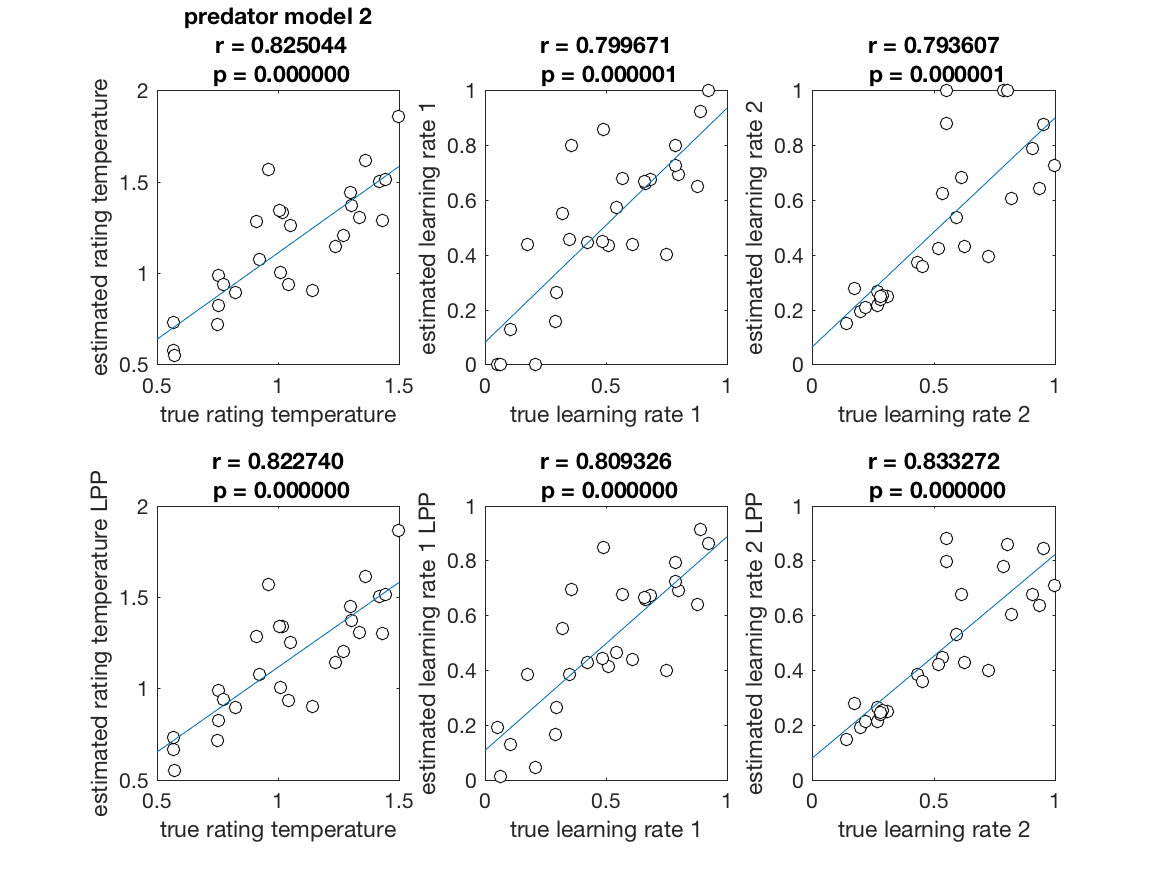 predator model 2
r = 0.825044
p = 0.000000
estimated rating temperature
2
1.5
1
0.5
0.5 1 1.5
true rating temperature
r = 0.799671
p = 0.000001
estimated learning rate 1
1
0.8
0.6
0.4
0.2
0
0 0.5 1
true learning rate 1
r = 0.793607
p = 0.000001
estimated learning rate 2
1
0.8
0.6
0.4
0.2
0
0 0.5 1
true learning rate 2
r = 0.822740
p = 0.000000
estimated rating temperature LPP
2
1.5
1
0.5
0.5 1 1.5
true rating temperature
r = 0.809326
p = 0.000000
estimated learning rate 1 LPP
1
0.8
0.6
0.4
0.2
0
0 0.5 1
true learning rate 1
r = 0.833272
p = 0.000000
estimated learning rate 2 LPP
1
0.8
0.6
0.4
0.2
0
0 0.5 1
true learning rate 2